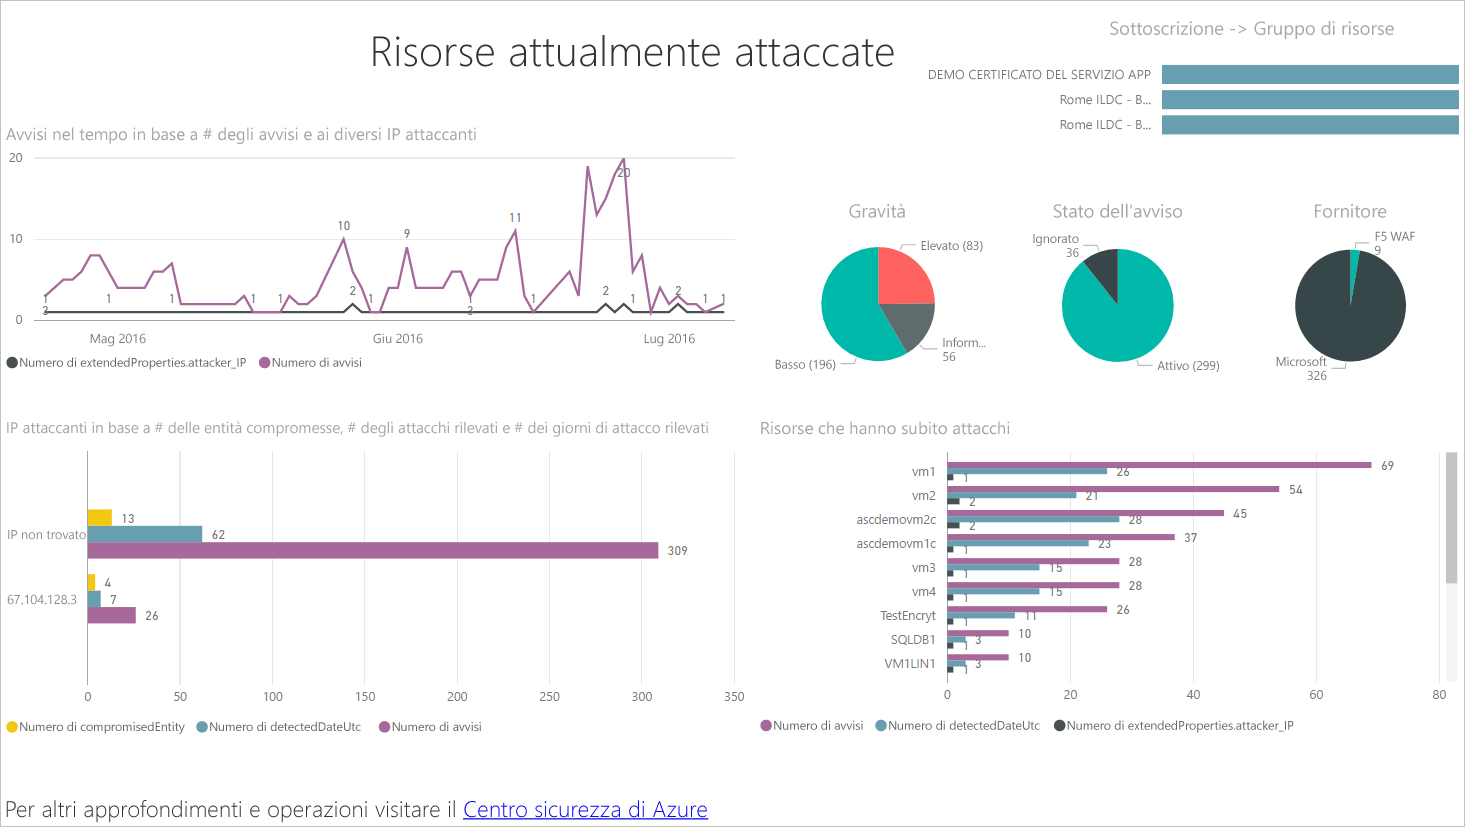 Risorse attualmente attaccate
Sottoscrizione -> Gruppo di risorse
DEMO CERTIFICATO DEL SERVIZIO APP
Rome ILDC - B...
Rome ILDC - B...
Avvisi nel tempo in base a # degli avvisi e ai diversi IP attaccanti
20
10
0
1
3
1
1
1
1
10
2
1
9
1
3
11
1
2
20
1
2
1
1
Mag 2016
Giu 2016
Lug 2016
Numero di extendedProperties.attacker_IP
Numero di avvisi
Gravità
Elevato (83)
Inform...
56
Basso (196)
Stato dell'avviso
Ignorato
36
Attivo (299)
Fornitore
F5 WAF
9
Microsoft
326
IP attaccanti in base a # delle entità compromesse, # degli attacchi rilevati e # dei giorni di attacco rilevati
IP non trovato
13
62
309
67.104.128.3
4
7
26
0
50
100
150
200
250
300
350
Numero di compromisedEntity
Numero di detectedDateUtc
Numero di avvisi
Risorse che hanno subito attacchi
vm1
69
26
1
vm2
54
21
2
ascdemovm2c
45
28
2
ascdemovm1c
37
23
1
vm3
28
15
1
vm4
28
15
1
TestEncryt
26
11
1
SQLDB1
10
3
1
VM1LIN1
10
3
1
0
20
40
60
80
Numero di avvisi
Numero di detectedDateUtc
Numero di extendedProperties.attacker_IP
Per altri approfondimenti e operazioni visitare il Centro sicurezza di Azure